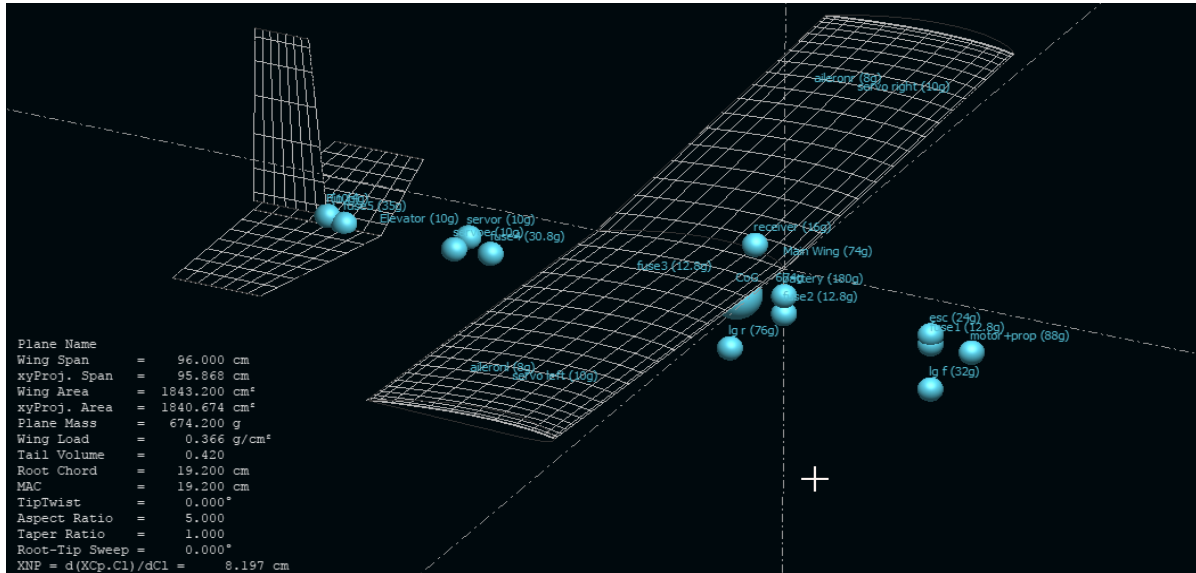 aileronr (8g)
servo right (10g)
fuse5 (35g)
Elevator (10g)
servor (10g)
fuse4 (30.8g)
receiver (16g)
Main Wing (74g)
fuse3 (12.8g)
CoG
battery (180g)
fuse2 (12.8g)
lg r (76g)
esc (24g)
fuse1 (12.8g)
motor+prop (88g)
lg f (32g)
aileronl (8g)
servo left (10g)
Plane Name
Wing Span = 96.000 cm
xyProj. Span = 95.868 cm
Wing Area = 1843.200 cm²
xyProj. Area = 1840.674 cm²
Plane Mass = 674.200 g
Wing Load = 0.366 g/cm²
Tail Volume = 0.420
Root Chord = 19.200 cm
MAC = 19.200 cm
TipTwist = 0.000°
Aspect Ratio = 5.000
Taper Ratio = 1.000
Root-Tip Sweep = 0.000°
XNP = d(XCp.Cl)/dCl = 8.197 cm